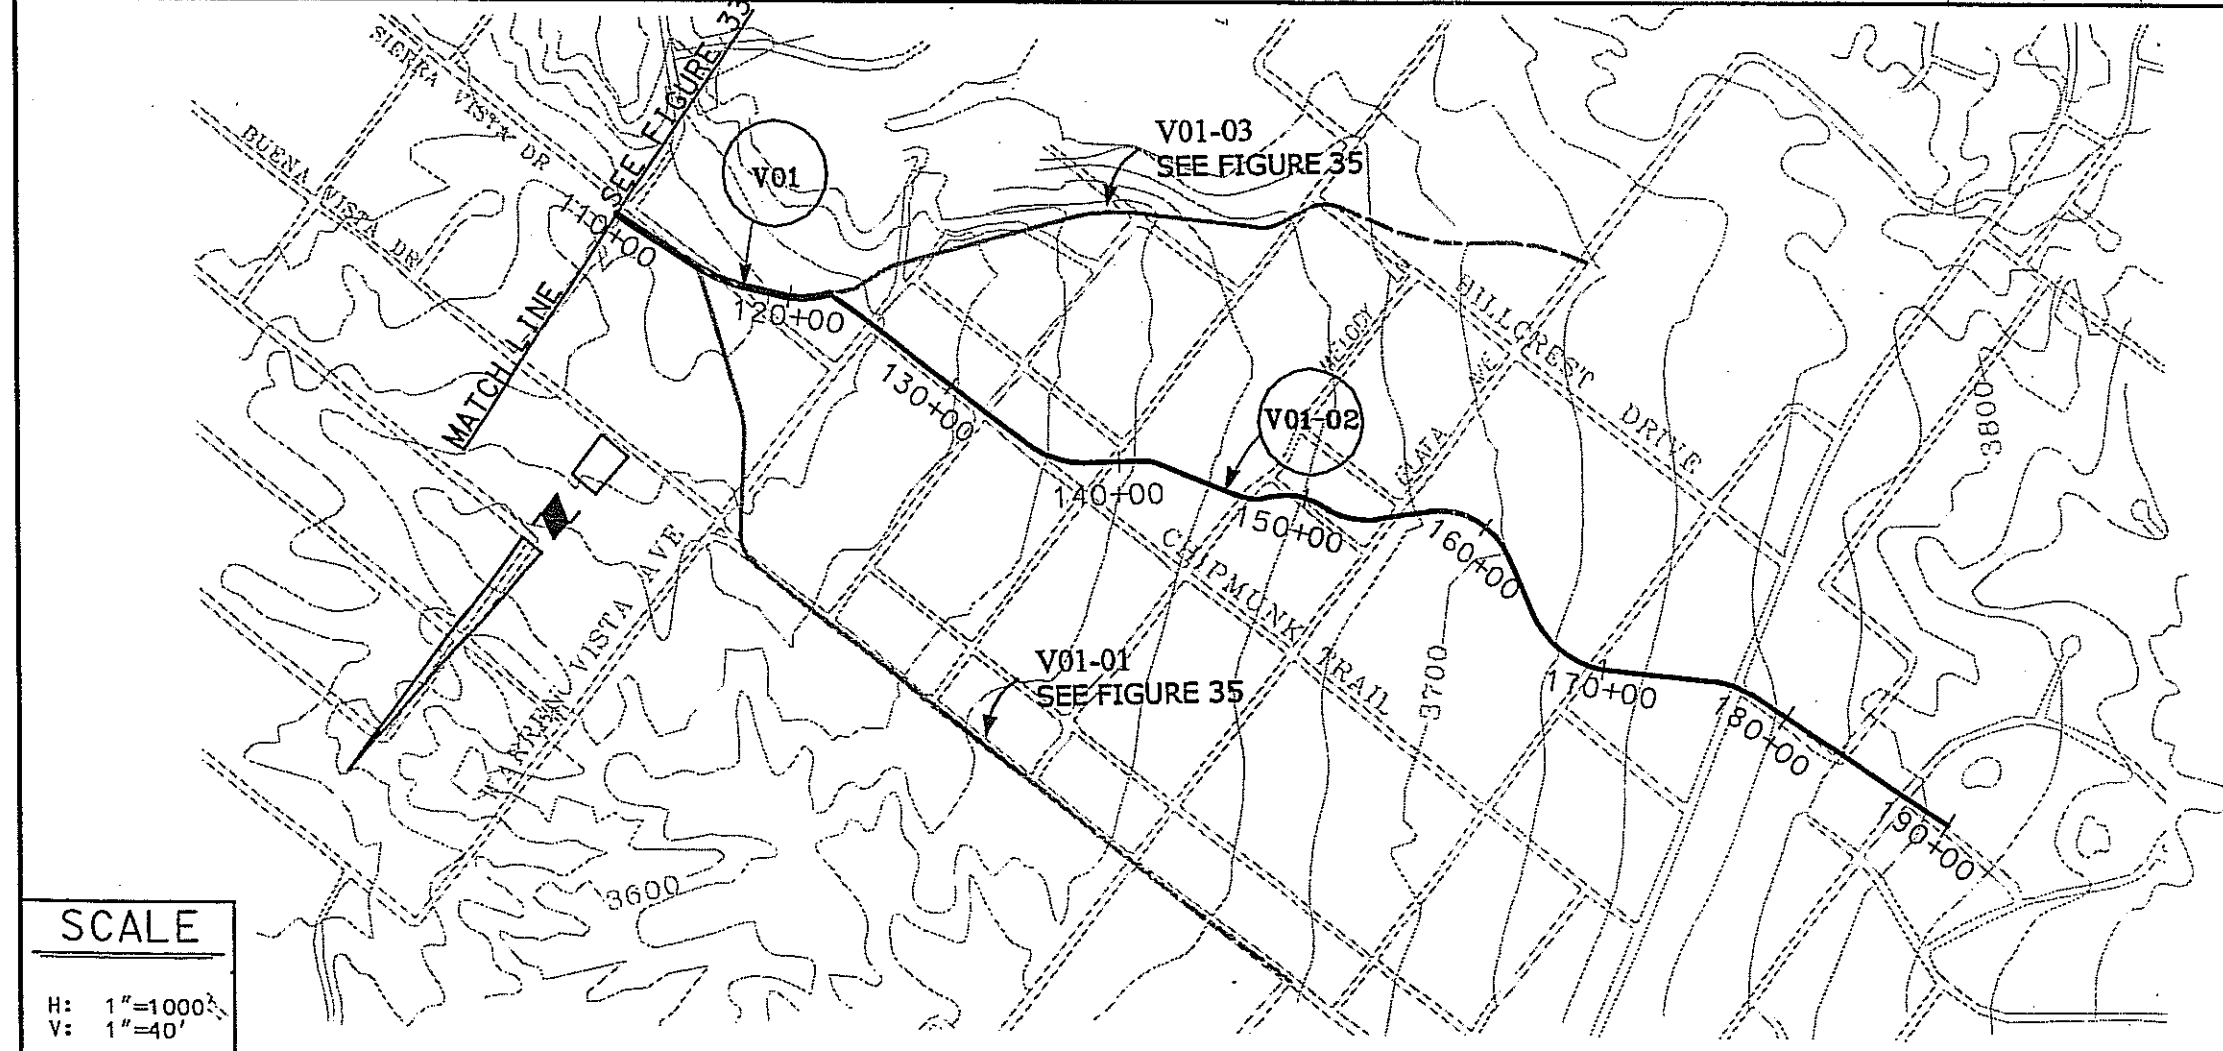 SIERRA VISTA DR
BUENA VISTA DR
SEE FIGURE 33
MATCH LINE
V01
V01-03
SEE FIGURE 35
110+00
120+00
130+00
140+00
150+00
160+00
170+00
180+00
190+00
V01-02
MELODY
OLATA AVE
HILLCREST DRIVE
CHIPMUNK TRAIL
3800
3700
3600
VISTA AVE
V01-01
SEE FIGURE 35
SCALE
H: 1"=1000'
V: 1"=40'